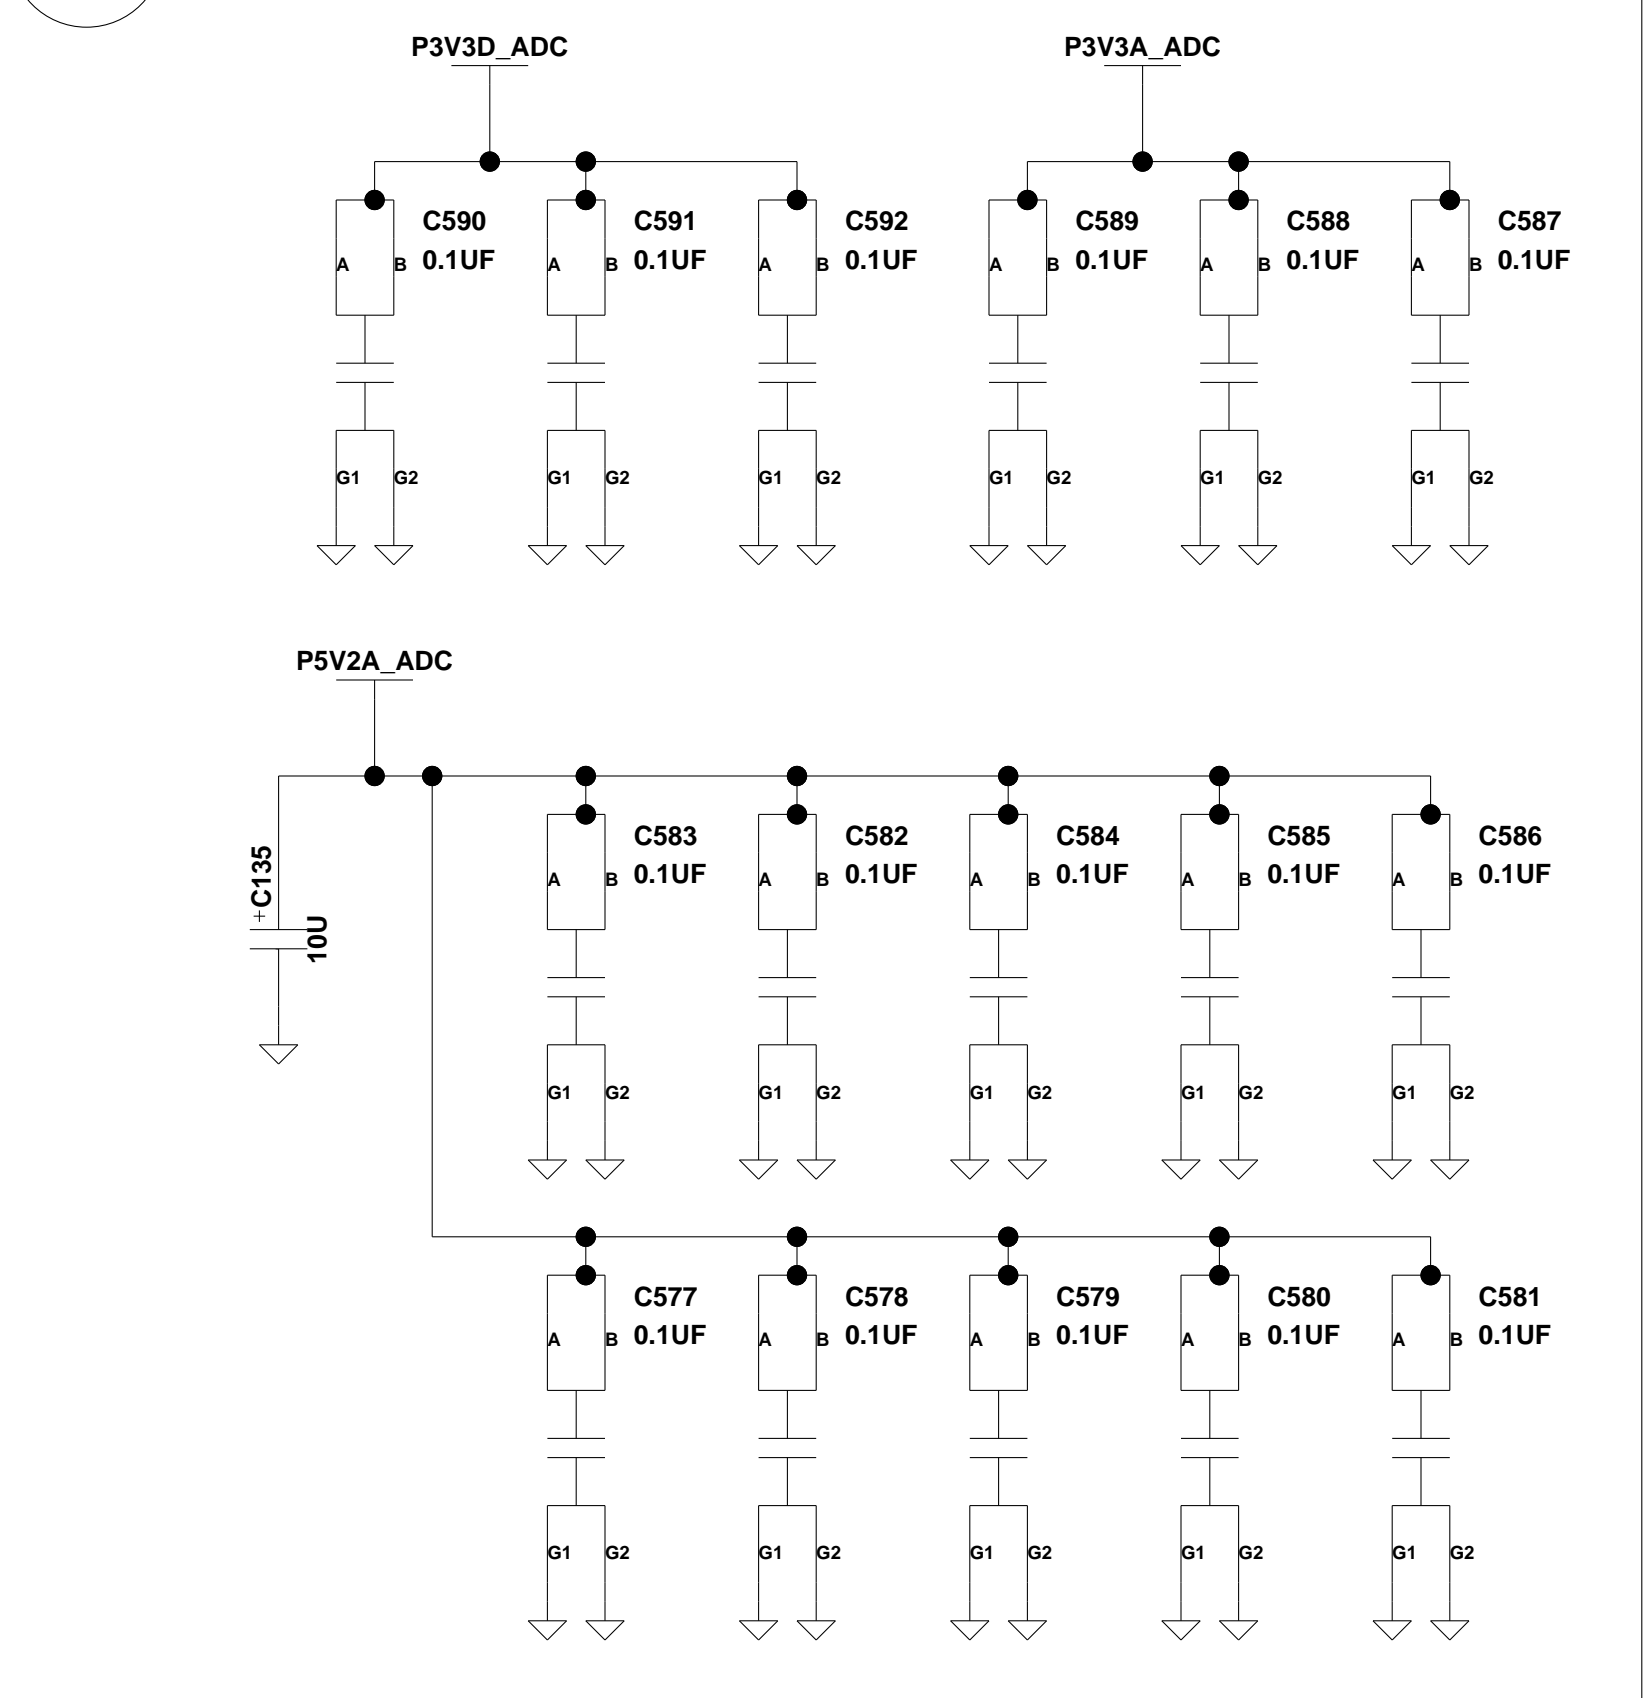 P3V3D_ADC P3V3A_ADC
C590 C591 C592 C589 C588 C587
A B 0.1UF A B 0.1UF A B 0.1UF A B 0.1UF A B 0.1UF A B 0.1UF
G1 G2 G1 G2 G1 G2 G1 G2 G1 G2 G1 G2
P5V2A_ADC
+C135
10U
C583 C582 C584 C585 C586
A B 0.1UF A B 0.1UF A B 0.1UF A B 0.1UF A B 0.1UF
G1 G2 G1 G2 G1 G2 G1 G2 G1 G2
C577 C578 C579 C580 C581
A B 0.1UF A B 0.1UF A B 0.1UF A B 0.1UF A B 0.1UF
G1 G2 G1 G2 G1 G2 G1 G2 G1 G2